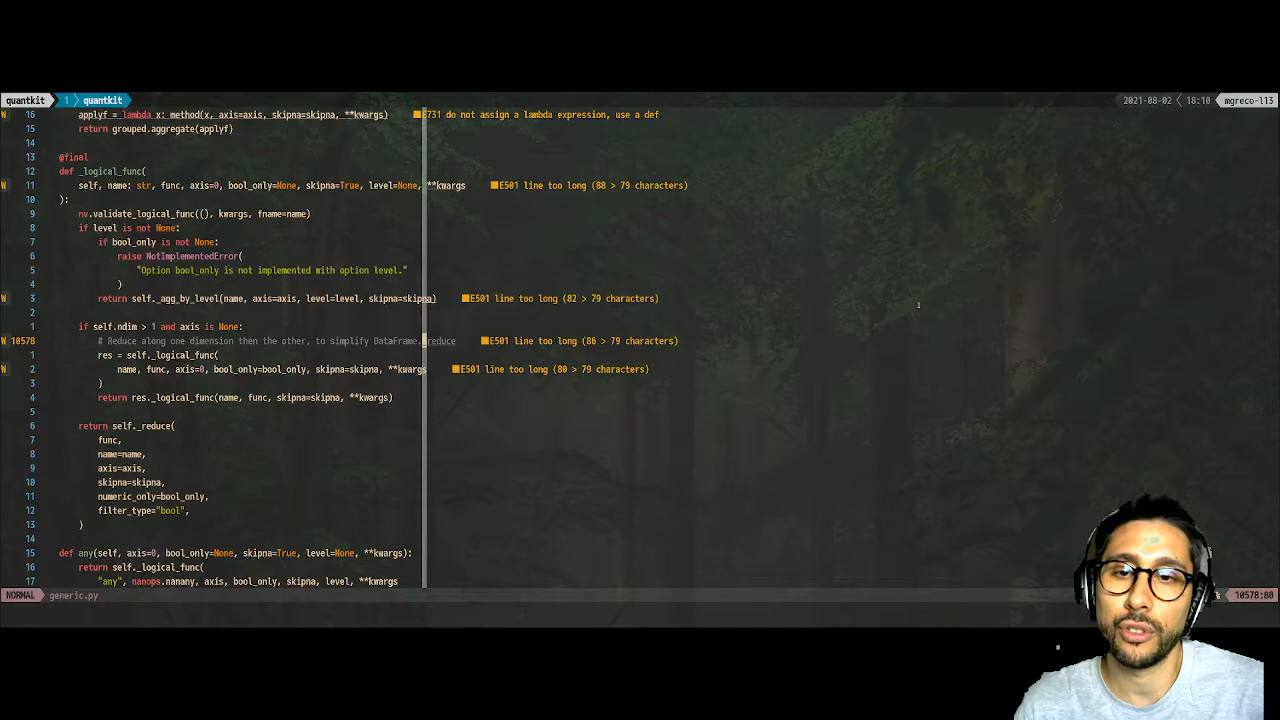 quantkit 1 quantkit 2021-08-02 18:10 mgreco-ll3
W 16 applyf = lambda x: method(x, axis=axis, skipna=skipna, **kwargs) E731 do not assign a lambda expression, use a def
15 return grouped.aggregate(applyf)
14
13 @final
12 def _logical_func(
W 11 self, name: str, func, axis=0, bool_only=None, skipna=True, level=None, **kwargs E501 line too long (88 > 79 characters)
10 ):
9 nv.validate_logical_func((), kwargs, fname=name)
8 if level is not None:
7 if bool_only is not None:
6 raise NotImplementedError(
5 "Option bool_only is not implemented with option level."
4 )
W 3 return self._agg_by_level(name, axis=axis, level=level, skipna=skipna) E501 line too long (82 > 79 characters)
2
1 if self.ndim > 1 and axis is None:
W 10578 # Reduce along one dimension then the other, to simplify DataFrame._reduce E501 line too long (86 > 79 characters)
1 res = self._logical_func(
W 2 name, func, axis=0, bool_only=bool_only, skipna=skipna, **kwargs E501 line too long (80 > 79 characters)
3 )
4 return res._logical_func(name, func, skipna=skipna, **kwargs)
5
6 return self._reduce(
7 func,
8 name=name,
9 axis=axis,
10 skipna=skipna,
11 numeric_only=bool_only,
12 filter_type="bool",
13 )
14
15 def any(self, axis=0, bool_only=None, skipna=True, level=None, **kwargs):
16 return self._logical_func(
17 "any", nanops.nanany, axis, bool_only, skipna, level, **kwargs
NORMAL generic.py 10578:80